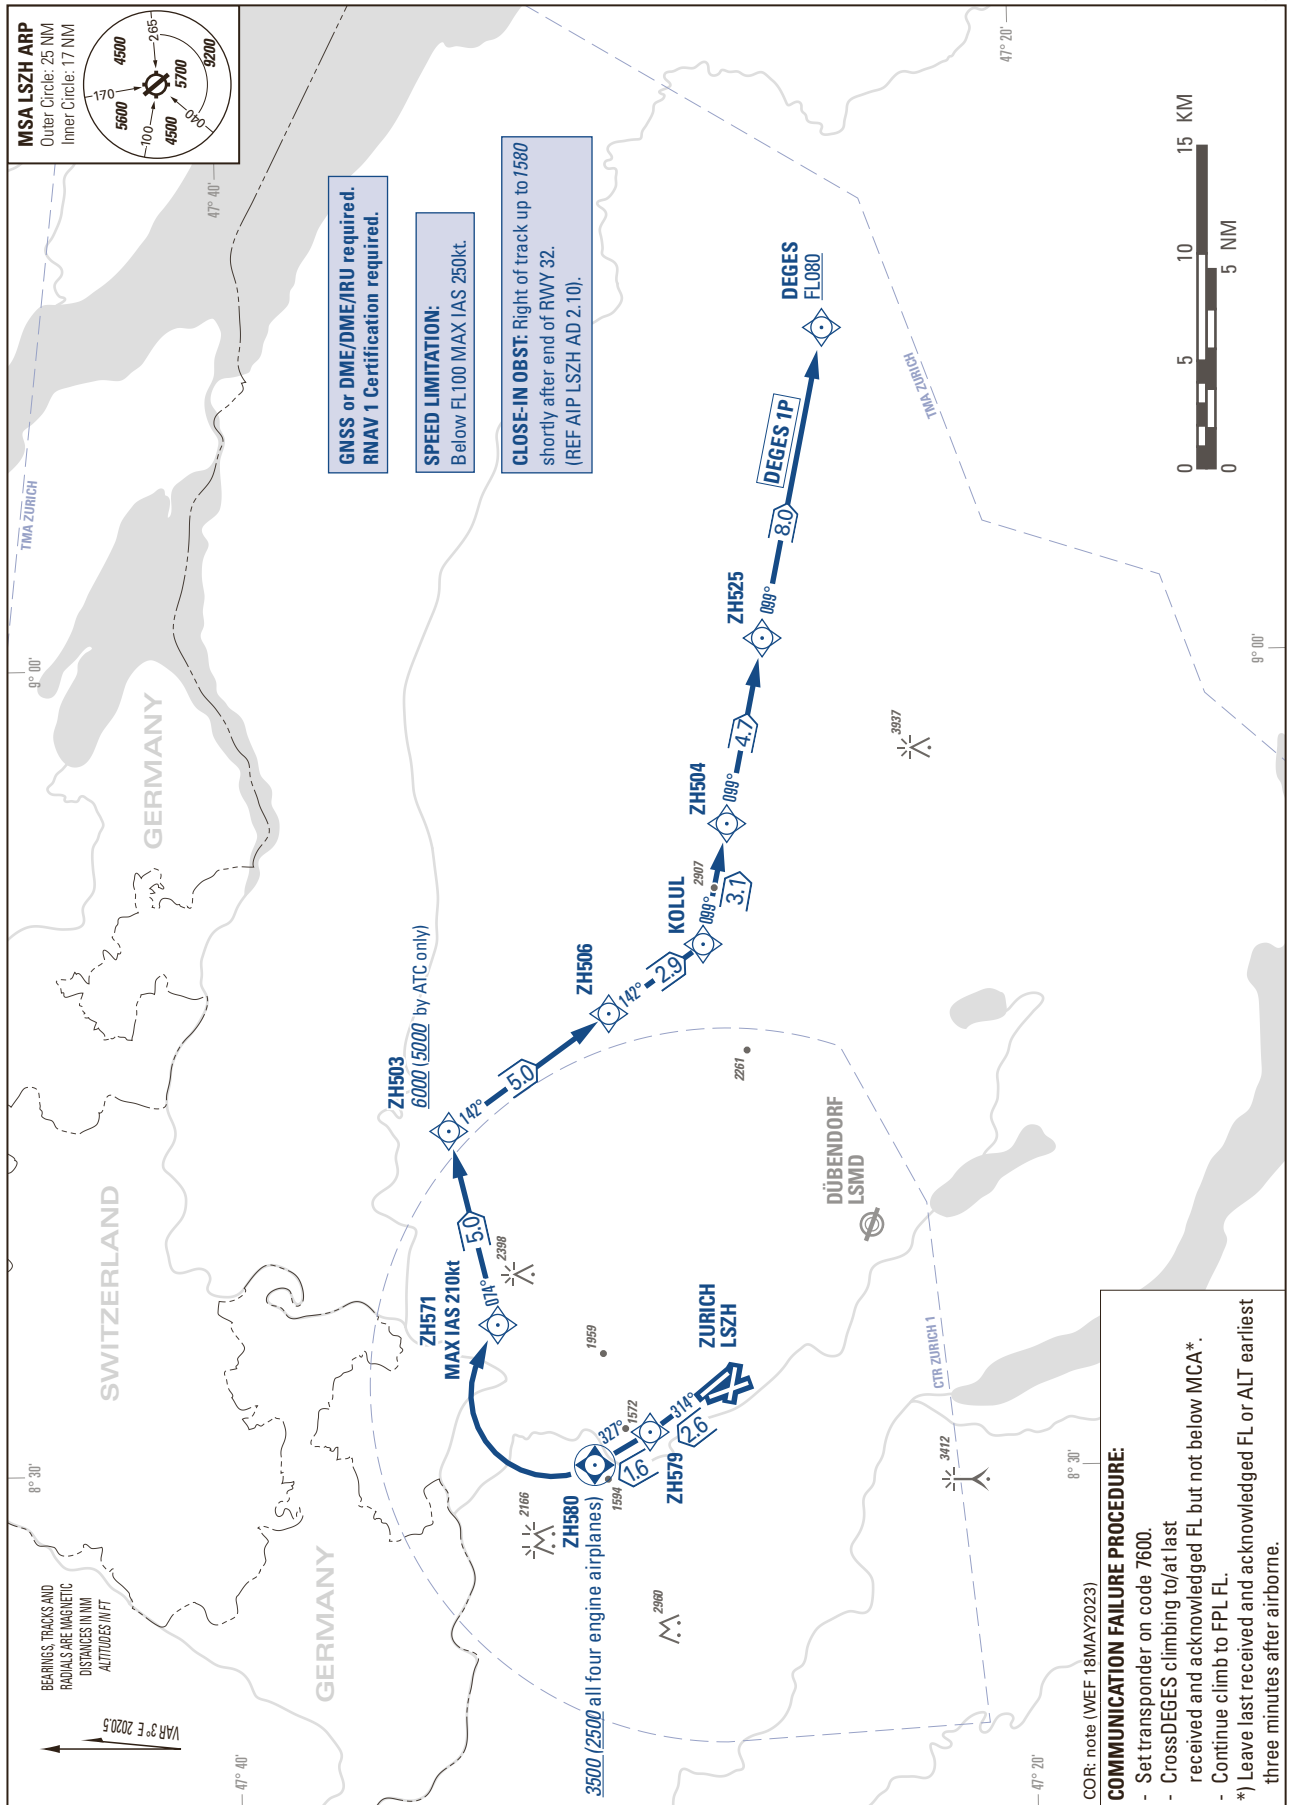 MSA LSZH ARP
Outer Circle: 25 NM
Inner Circle: 17 NM
170
265
100
040
4500
9200
5600
5700
4500
BEARINGS, TRACKS AND
RADIALS ARE MAGNETIC
DISTANCES IN NM
ALTITUDES IN FT
VAR 3° E 2020.5
8° 30'
9° 00'
47° 40'
47° 40'
TMA ZURICH
SWITZERLAND
GERMANY
GERMANY
GNSS or DME/DME/IRU required.
RNAV 1 Certification required.
SPEED LIMITATION:
Below FL100 MAX IAS 250kt.
CLOSE-IN OBST: Right of track up to 1580
shortly after end of RWY 32.
(REF AIP LSZH AD 2.10).
ZH503
6000 (5000 by ATC only)
142°
5.0
ZH571
MAX IAS 210kt
074°
5.0
2398
ZH506
142°
2.9
KOLUL
2907
099°
3.1
ZH504
099°
4.7
ZH525
099°
8.0
DEGES 1P
DEGES
FL080
2166
ZH580
3500 (2500 all four engine airplanes)
327°
1.6
1594
1572
1959
ZH579
314°
2.6
ZURICH
LSZH
2960
2261
DÜBENDORF
LSMD
3937
3412
TMA ZURICH
CTR ZURICH 1
8° 30'
9° 00'
47° 20'
47° 20'
0 5 10 15 KM
0 5 NM
COR: note (WEF 18MAY2023)
COMMUNICATION FAILURE PROCEDURE:
- Set transponder on code 7600.
- Cross DEGES climbing to/at last
received and acknowledged FL but not below MCA*.
- Continue climb to FPL FL.
*) Leave last received and acknowledged FL or ALT earliest
three minutes after airborne.